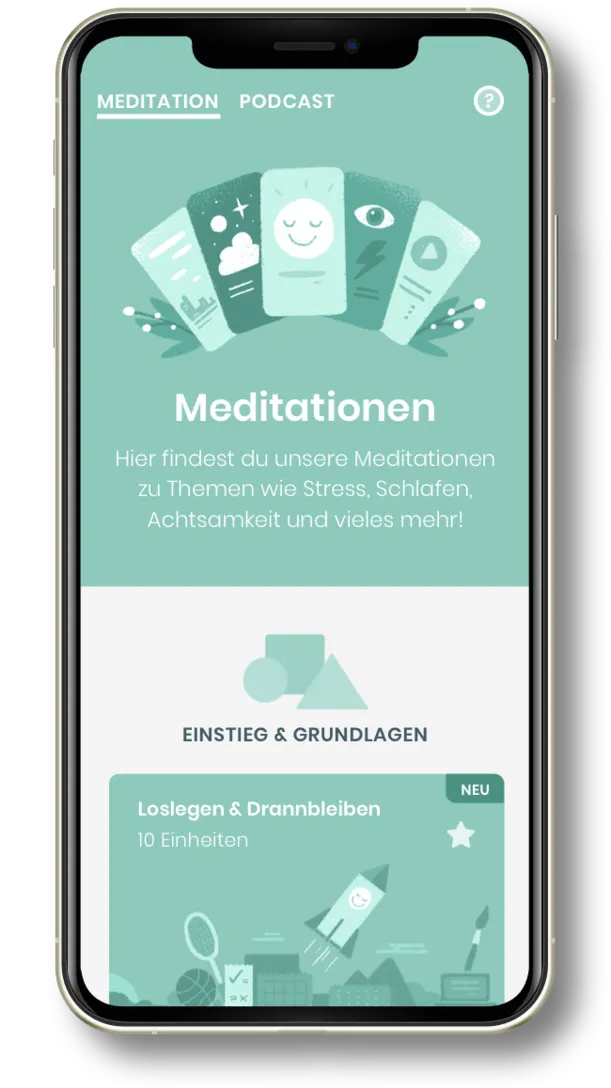 MEDITATION PODCAST ?
Meditationen
Hier findest du unsere Meditationen
zu Themen wie Stress, Schlafen,
Achtsamkeit und vieles mehr!
EINSTIEG & GRUNDLAGEN
NEU
Loslegen & Drannbleiben
10 Einheiten